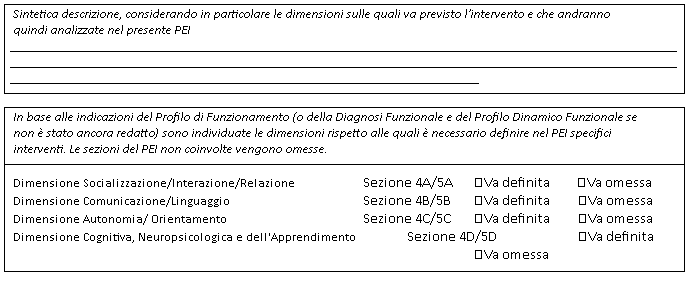 Sintetica descrizione, considerando in particolare le dimensioni sulle quali va previsto l'intervento e che andranno
quindi analizzate nel presente PEI
In base alle indicazioni del Profilo di Funzionamento (o della Diagnosi Funzionale e del Profilo Dinamico Funzionale se
non è stato ancora redatto) sono individuate le dimensioni rispetto alle quali è necessario definire nel PEI specifici
interventi. Le sezioni del PEI non coinvolte vengono omesse.
Dimensione Socializzazione/Interazione/Relazione Sezione 4A/5A ☐Va definita ☐Va omessa
Dimensione Comunicazione/Linguaggio Sezione 4B/5B ☐Va definita ☐Va omessa
Dimensione Autonomia/ Orientamento Sezione 4C/5C ☐Va definita ☐Va omessa
Dimensione Cognitiva, Neuropsicologica e dell'Apprendimento Sezione 4D/5D ☐Va definita
☐Va omessa